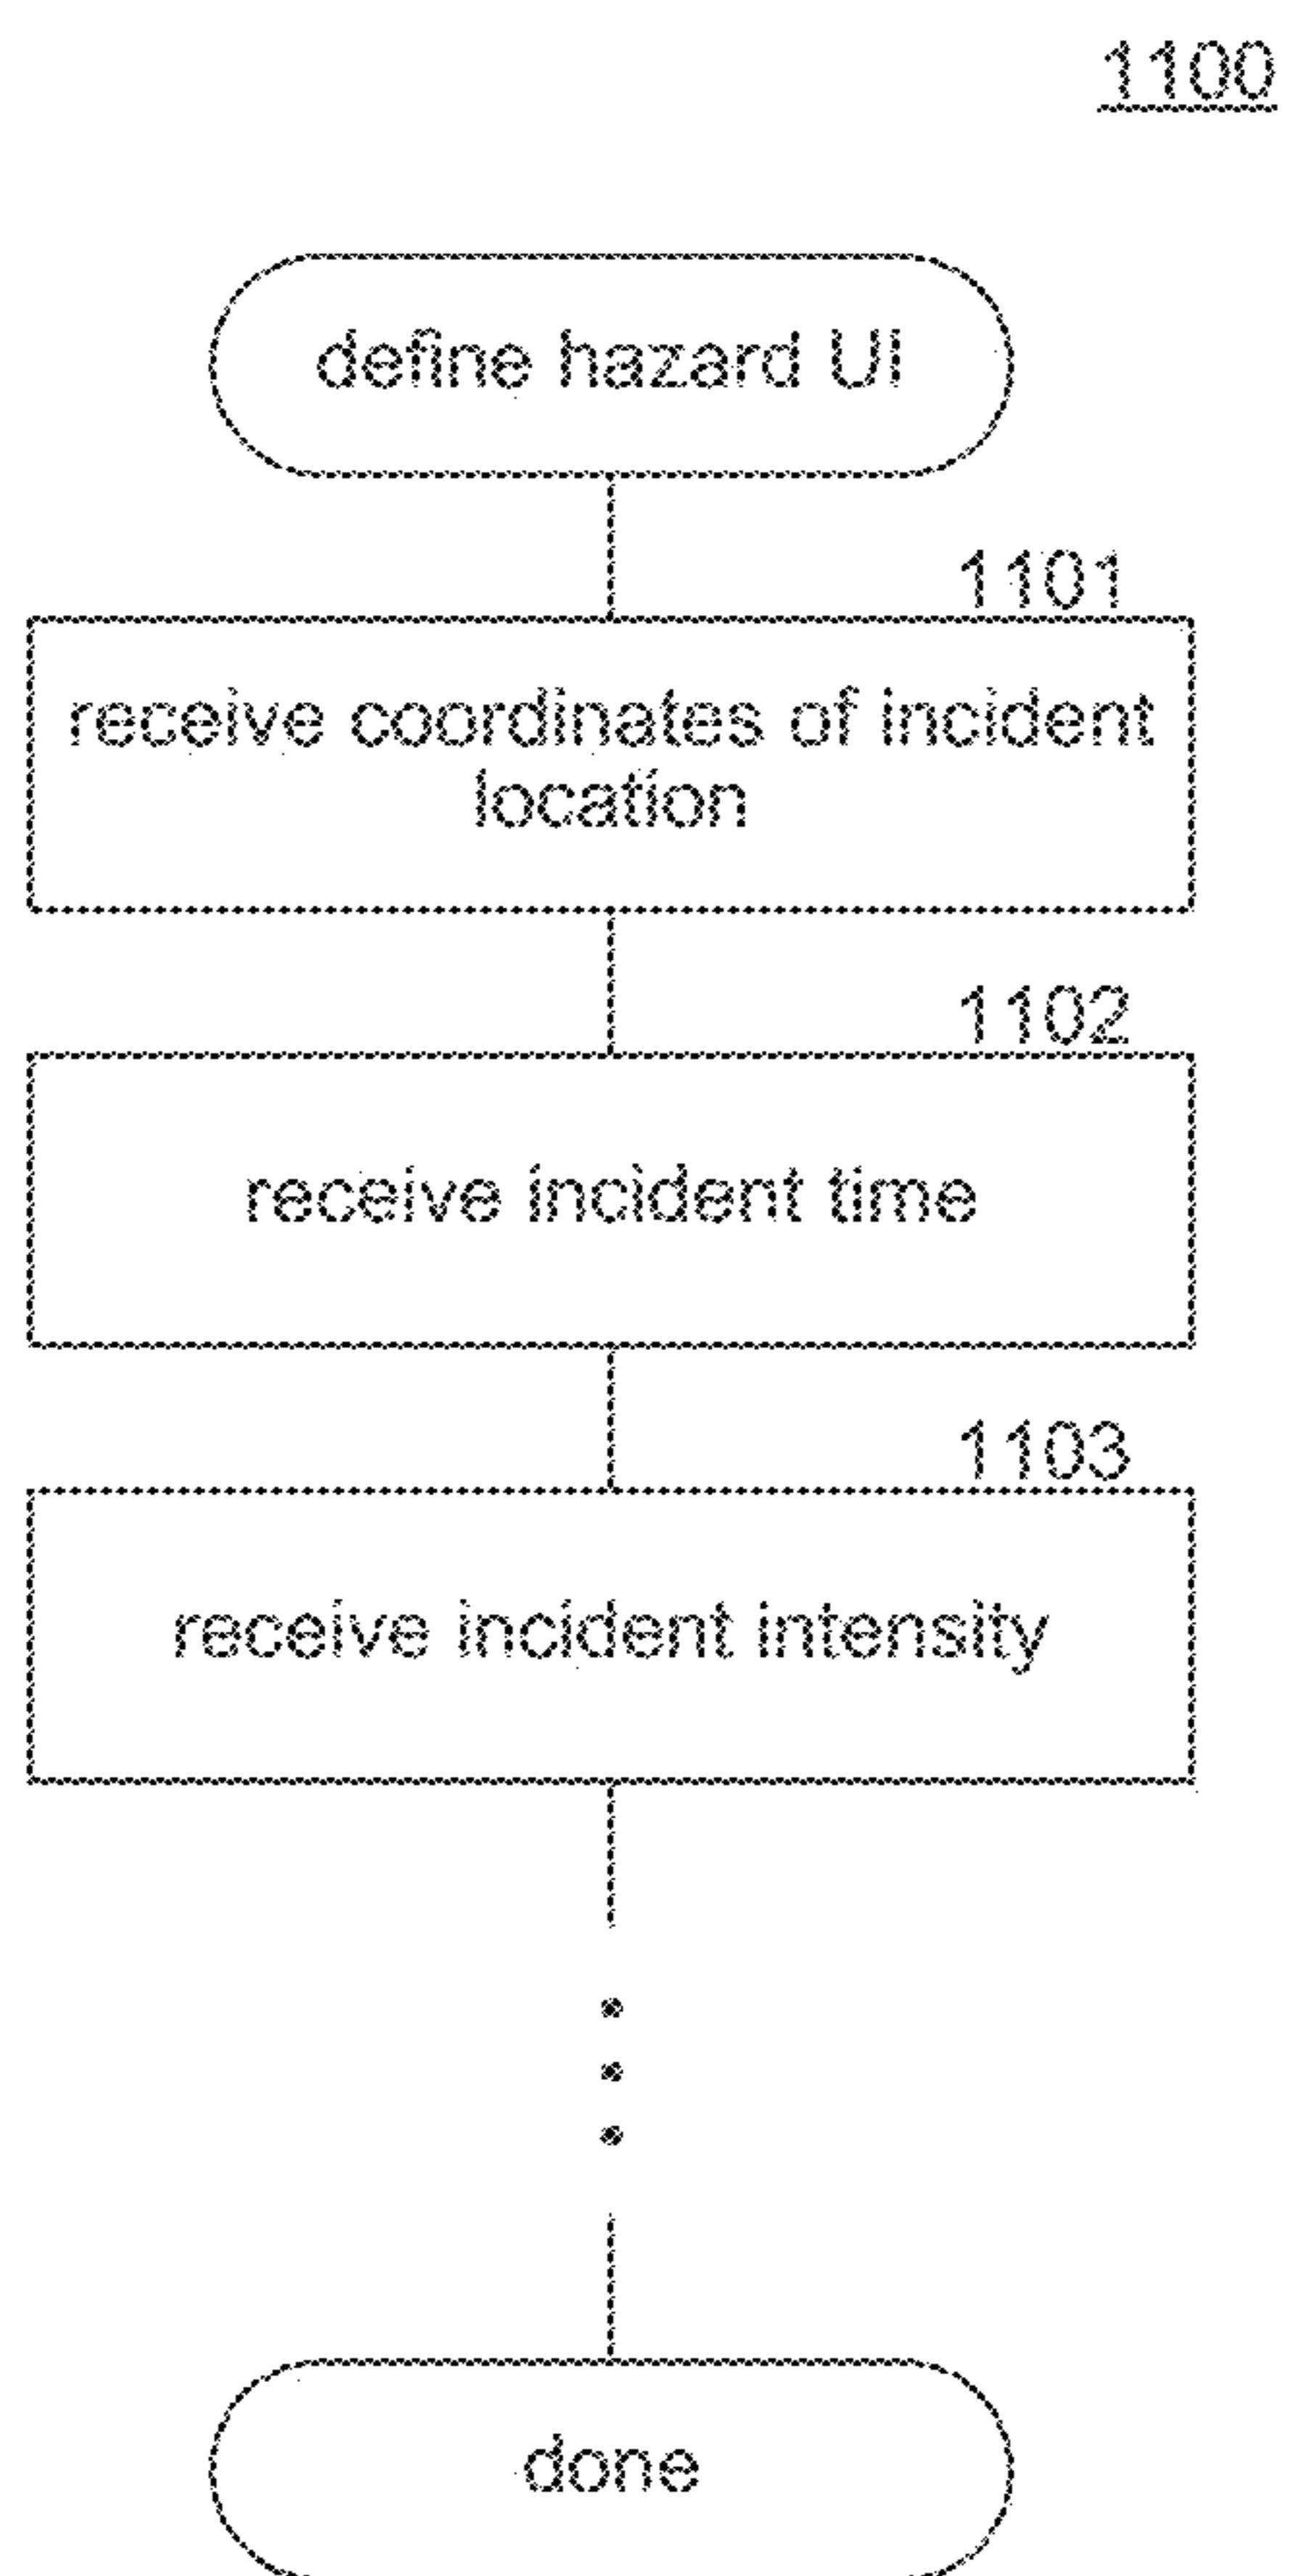 1100
define hazard UI
1101
receive coordinates of incident
location
1102
receive incident time
1103
receive incident intensity
done